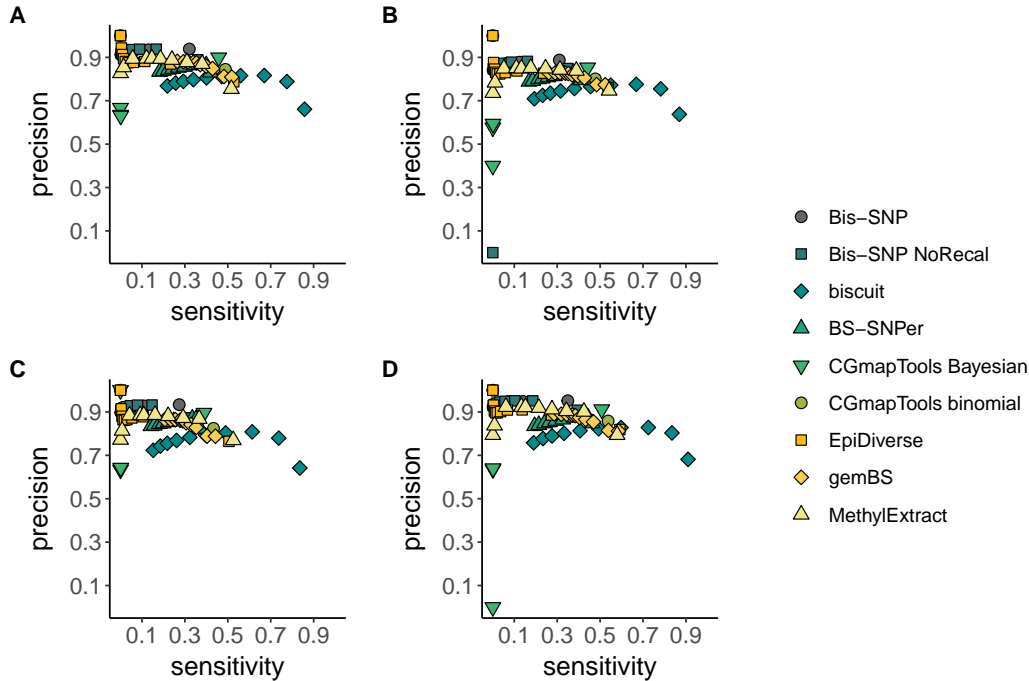 A
B
0.9
0.7
0.5
0.3
0.1
precision
0.1 0.3 0.5 0.7 0.9
sensitivity
0.9
0.7
0.5
0.3
0.1
precision
0.1 0.3 0.5 0.7 0.9
sensitivity
C
D
0.9
0.7
0.5
0.3
0.1
precision
0.1 0.3 0.5 0.7 0.9
sensitivity
0.9
0.7
0.5
0.3
0.1
precision
0.1 0.3 0.5 0.7 0.9
sensitivity
Bis−SNP
Bis−SNP NoRecal
biscuit
BS−SNPer
CGmapTools Bayesian
CGmapTools binomial
EpiDiverse
gemBS
MethylExtract